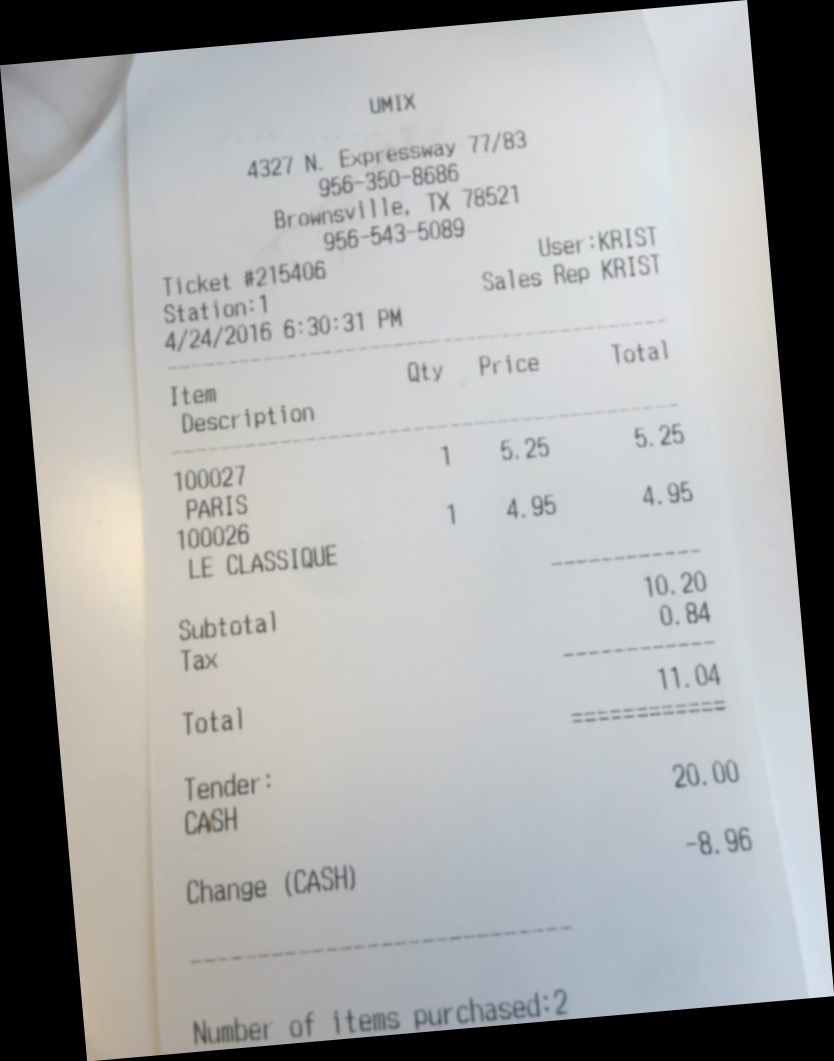 UMIX
4327 N. Expressway 77/83
956-350-8686
Brownsville, TX 78521
956-543-5089
Ticket #215406 User:KRIST
Station:1 Sales Rep KRIST
4/24/2016 6:30:31 PM
--------------------------------------
Item Qty Price Total
Description
--------------------------------------
100027 1 5.25 5.25
PARIS
100026 1 4.95 4.95
LE CLASSIQUE
------------
Subtotal 10.20
Tax 0.84
------------
Total 11.04
============
Tender:
CASH 20.00
Change (CASH) -8.96
-----------------------------
Number of items purchased:2